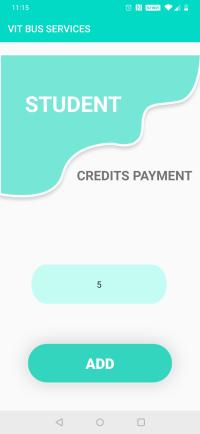 11:15
VIT BUS SERVICES
STUDENT
CREDITS PAYMENT
5
ADD